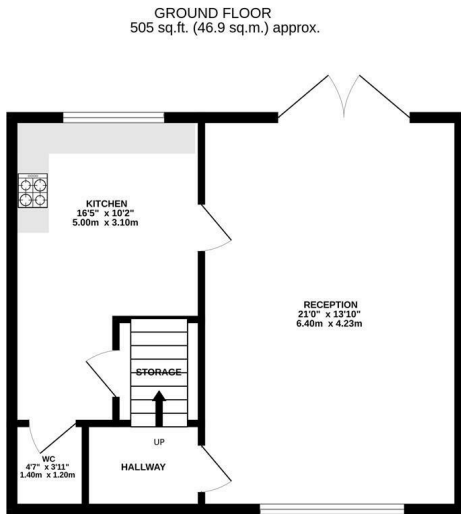 GROUND FLOOR
505 sq.ft. (46.9 sq.m.) approx.
KITCHEN
16'5" x 10'2"
5.00m x 3.10m
RECEPTION
21'0" x 13'10"
6.40m x 4.23m
STORAGE
UP
HALLWAY
WC
4'7" x 3'11"
1.40m x 1.20m